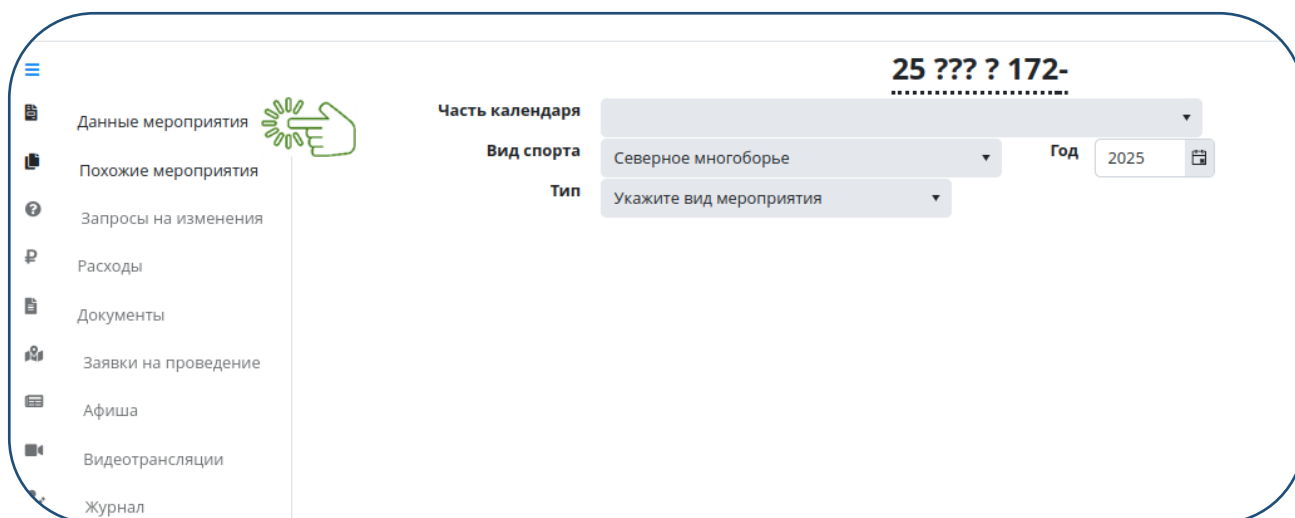 25 ??? ? 172-
Данные мероприятия
Похожие мероприятия
Запросы на изменения
Расходы
Документы
Заявки на проведение
Афиша
Видеотрансляции
Журнал
Часть календаря
Вид спорта Северное многоборье Год 2025
Тип Укажите вид мероприятия